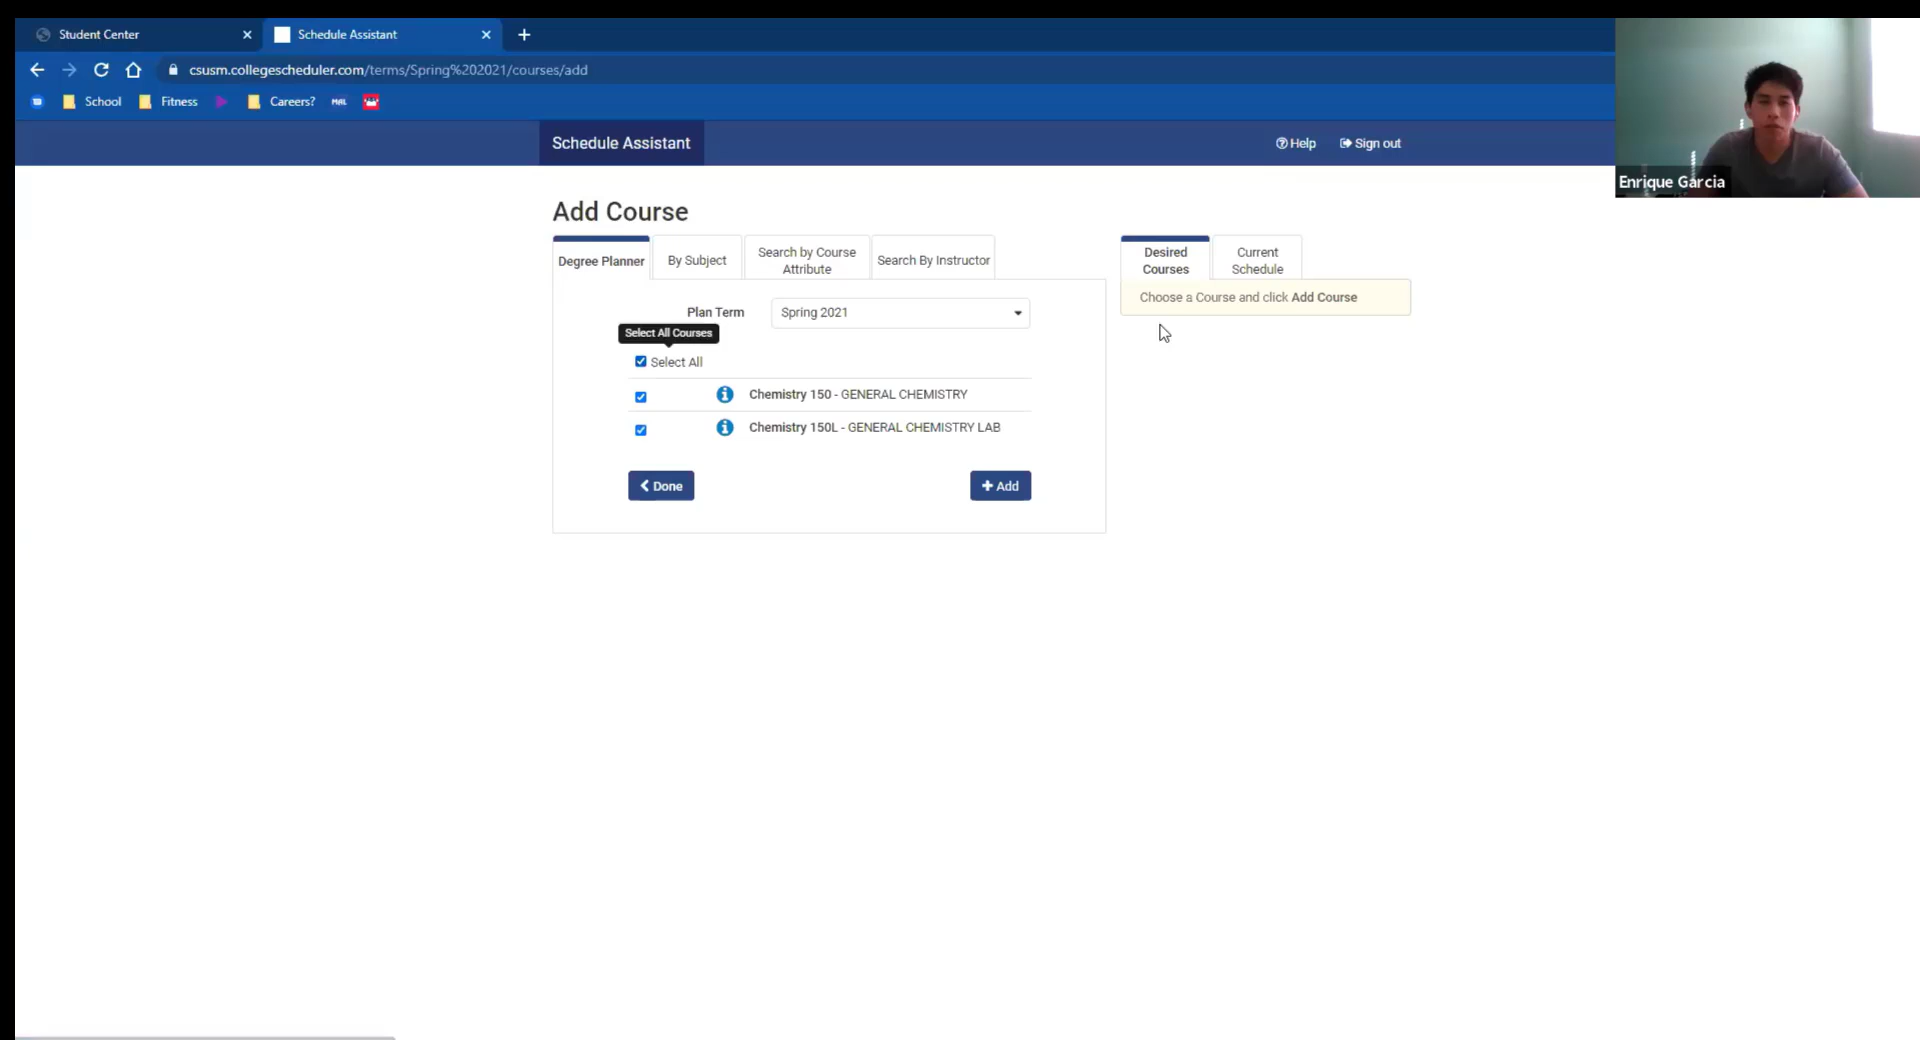 Student Center
Schedule Assistant
csusm.collegescheduler.com/terms/Spring%202021/courses/add
School
Fitness
Careers?
MAL
Schedule Assistant
Help
Sign out
Enrique Garcia
Add Course
Degree Planner
By Subject
Search by Course
Attribute
Search By Instructor
Desired
Courses
Current
Schedule
Choose a Course and click Add Course
Plan Term
Spring 2021
Select All Courses
Select All
Chemistry 150 - GENERAL CHEMISTRY
Chemistry 150L - GENERAL CHEMISTRY LAB
Done
+ Add